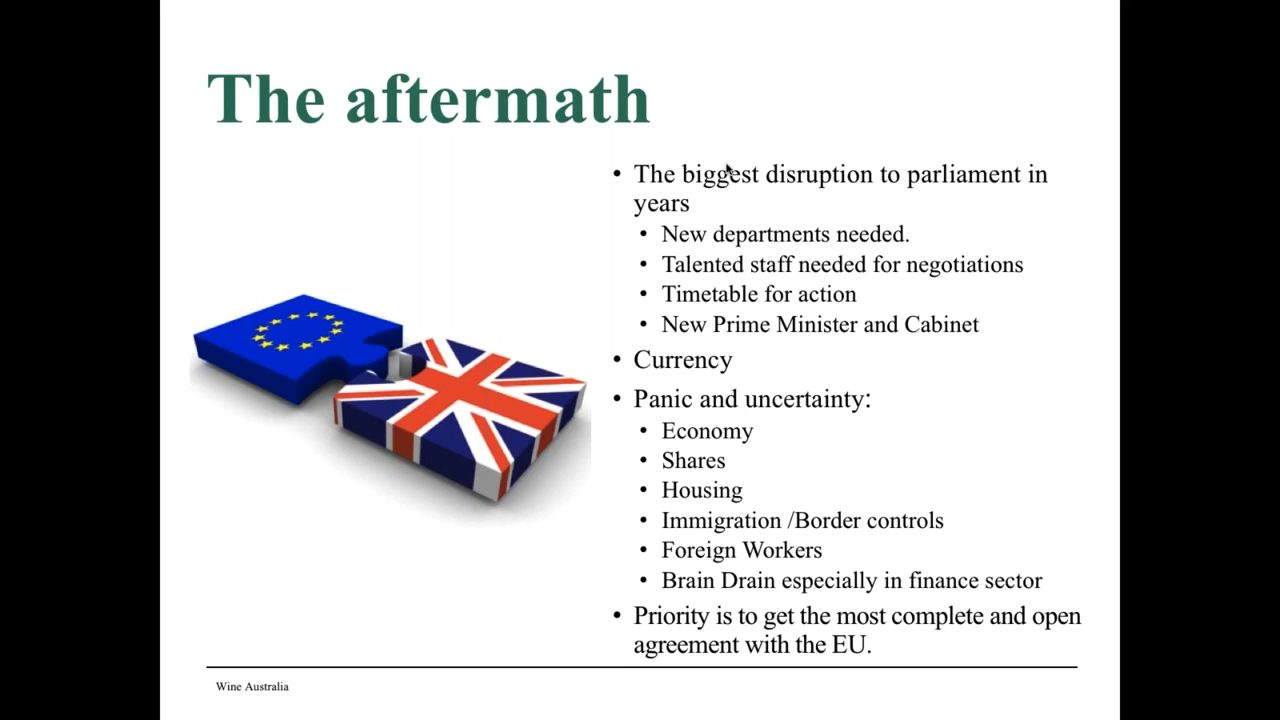 The aftermath
• The biggest disruption to parliament in
years
• New departments needed.
• Talented staff needed for negotiations
• Timetable for action
• New Prime Minister and Cabinet
• Currency
• Panic and uncertainty:
• Economy
• Shares
• Housing
• Immigration /Border controls
• Foreign Workers
• Brain Drain especially in finance sector
• Priority is to get the most complete and open
agreement with the EU.
Wine Australia